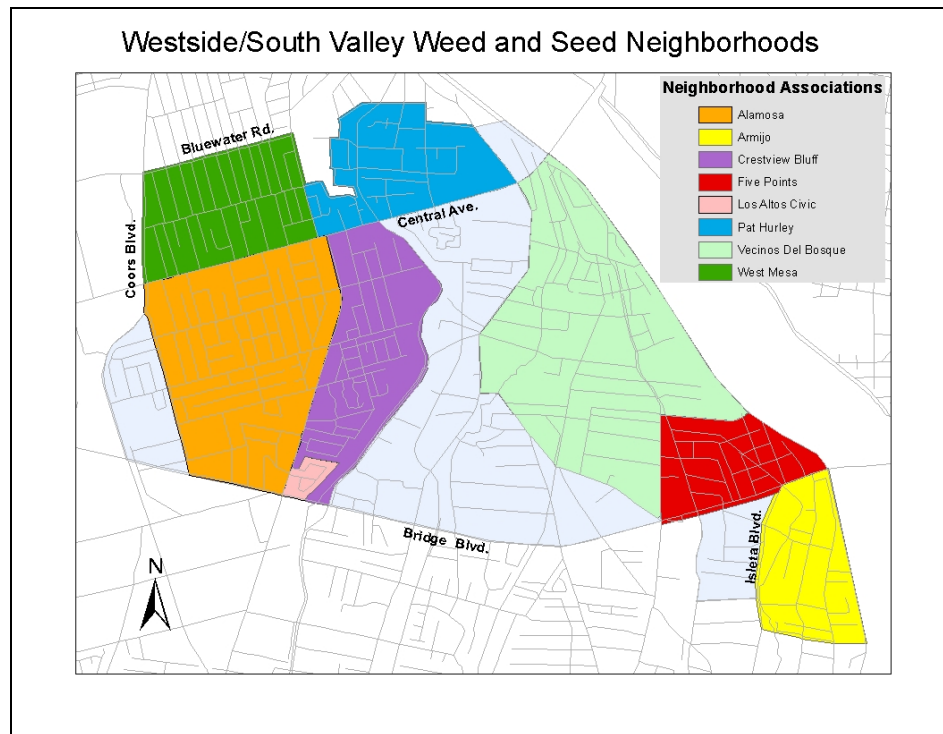 Westside/South Valley Weed and Seed Neighborhoods
Neighborhood Associations
Alamosa
Armijo
Crestview Bluff
Five Points
Los Altos Civic
Pat Hurley
Vecinos Del Bosque
West Mesa
Bluewater Rd.
Central Ave.
Coors Blvd.
Bridge Blvd.
Isleta Blvd.
N